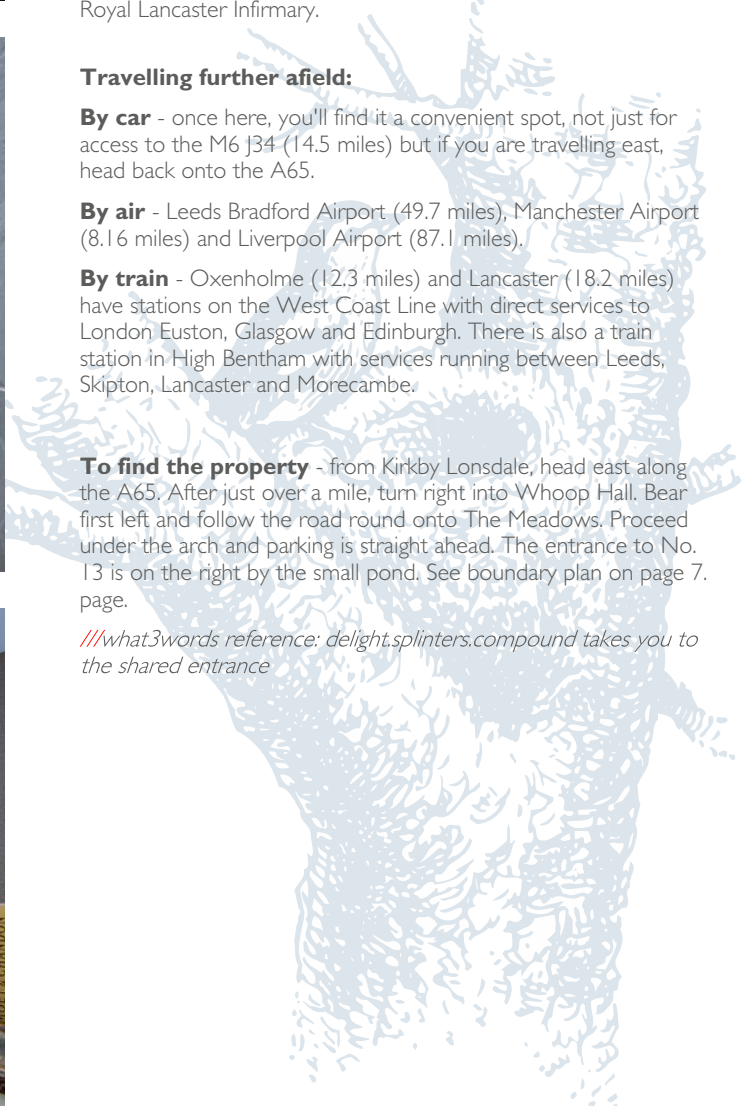 Royal Lancaster Infirmary.
Travelling further afield:
By car - once here, you'll find it a convenient spot, not just for
access to the M6 J34 (14.5 miles) but if you are travelling east,
head back onto the A65.
By air - Leeds Bradford Airport (49.7 miles), Manchester Airport
(8.16 miles) and Liverpool Airport (87.1 miles).
By train - Oxenholme (12.3 miles) and Lancaster (18.2 miles)
have stations on the West Coast Line with direct services to
London Euston, Glasgow and Edinburgh. There is also a train
station in High Bentham with services running between Leeds,
Skipton, Lancaster and Morecambe.
To find the property - from Kirkby Lonsdale, head east along
the A65. After just over a mile, turn right into Whoop Hall. Bear
first left and follow the road round onto The Meadows. Proceed
under the arch and parking is straight ahead. The entrance to No.
13 is on the right by the small pond. See boundary plan on page 7.
page.
///what3words reference: delight.splinters.compound takes you to
the shared entrance